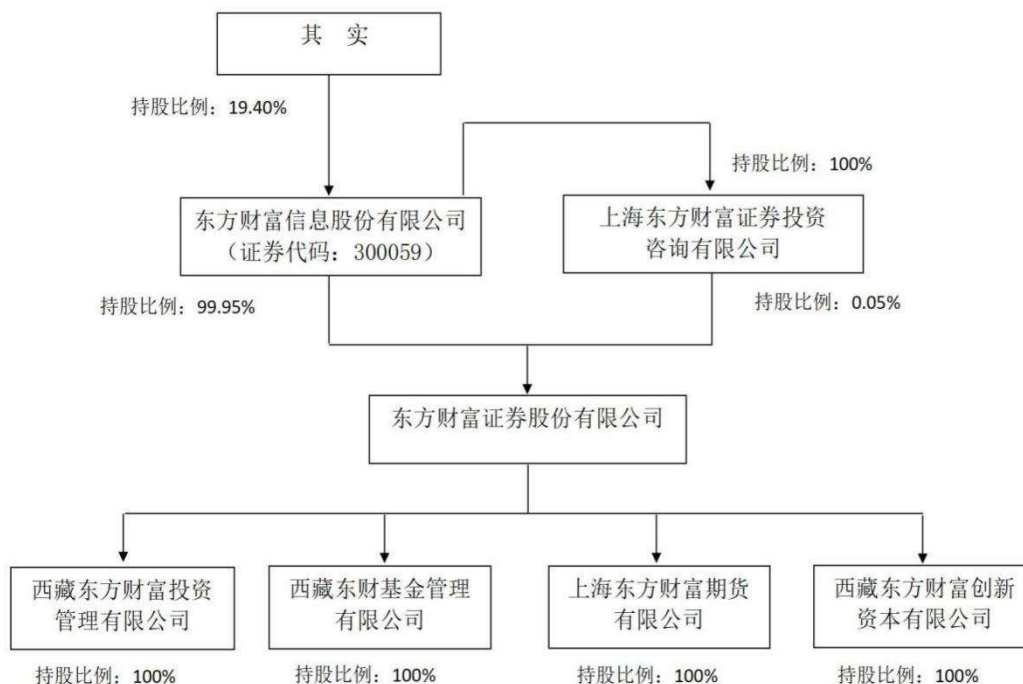 其 实
持股比例：19.40%
持股比例：100%
东方财富信息股份有限公司
（证券代码：300059）
上海东方财富证券投资
咨询有限公司
持股比例：99.95%
持股比例：0.05%
东方财富证券股份有限公司
西藏东方财富投资
管理有限公司
西藏东财基金管理
有限公司
上海东方财富期货
有限公司
西藏东方财富创新
资本有限公司
持股比例：100%
持股比例：100%
持股比例：100%
持股比例：100%